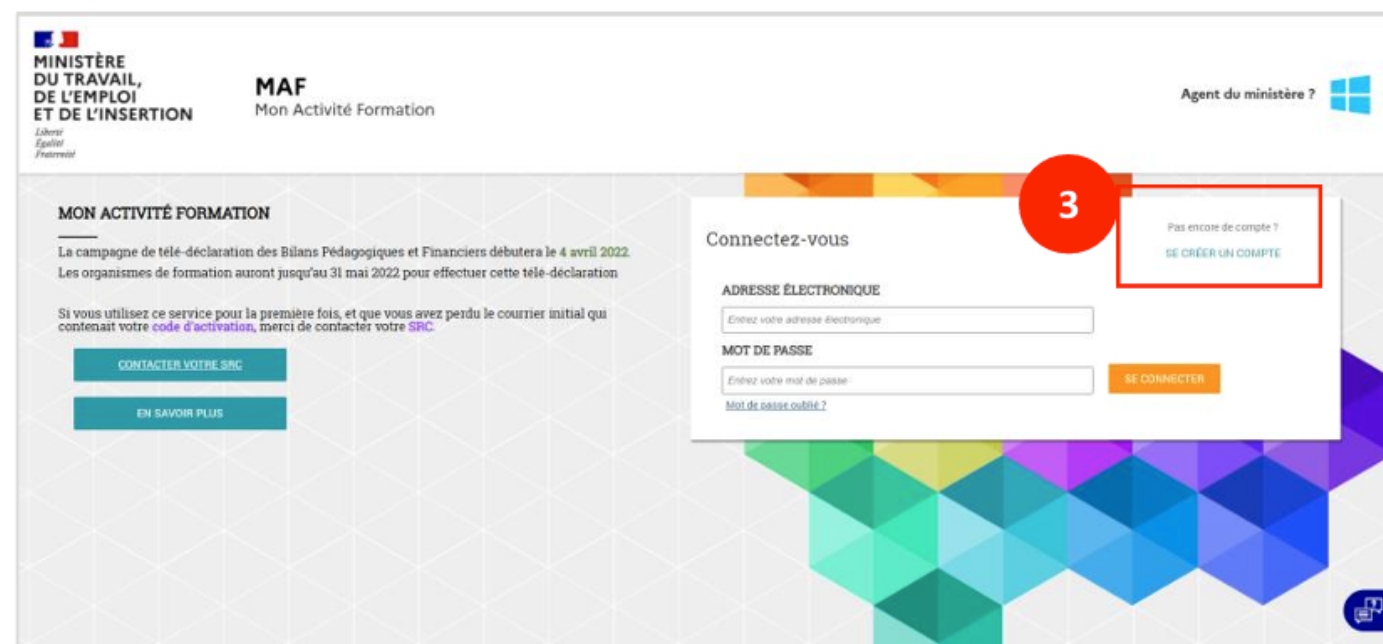 MINISTÈRE
DU TRAVAIL,
DE L'EMPLOI
ET DE L'INSERTION
Liberté
Égalité
Fraternité
MAF
Mon Activité Formation
Agent du ministère ?
3
MON ACTIVITÉ FORMATION
La campagne de télé-déclaration des Bilans Pédagogiques et Financiers débutera le 4 avril 2022.
Les organismes de formation auront jusqu'au 31 mai 2022 pour effectuer cette télé-déclaration
Si vous utilisez ce service pour la première fois, et que vous avez perdu le courrier initial qui
contenait votre code d'activation, merci de contacter votre SRC.
CONTACTER VOTRE SRC
EN SAVOIR PLUS
Connectez-vous
Pas encore de compte ?
SE CRÉER UN COMPTE
ADRESSE ÉLECTRONIQUE
Entrez votre adresse électronique
MOT DE PASSE
Entrez votre mot de passe
SE CONNECTER
Mot de passe oublié ?